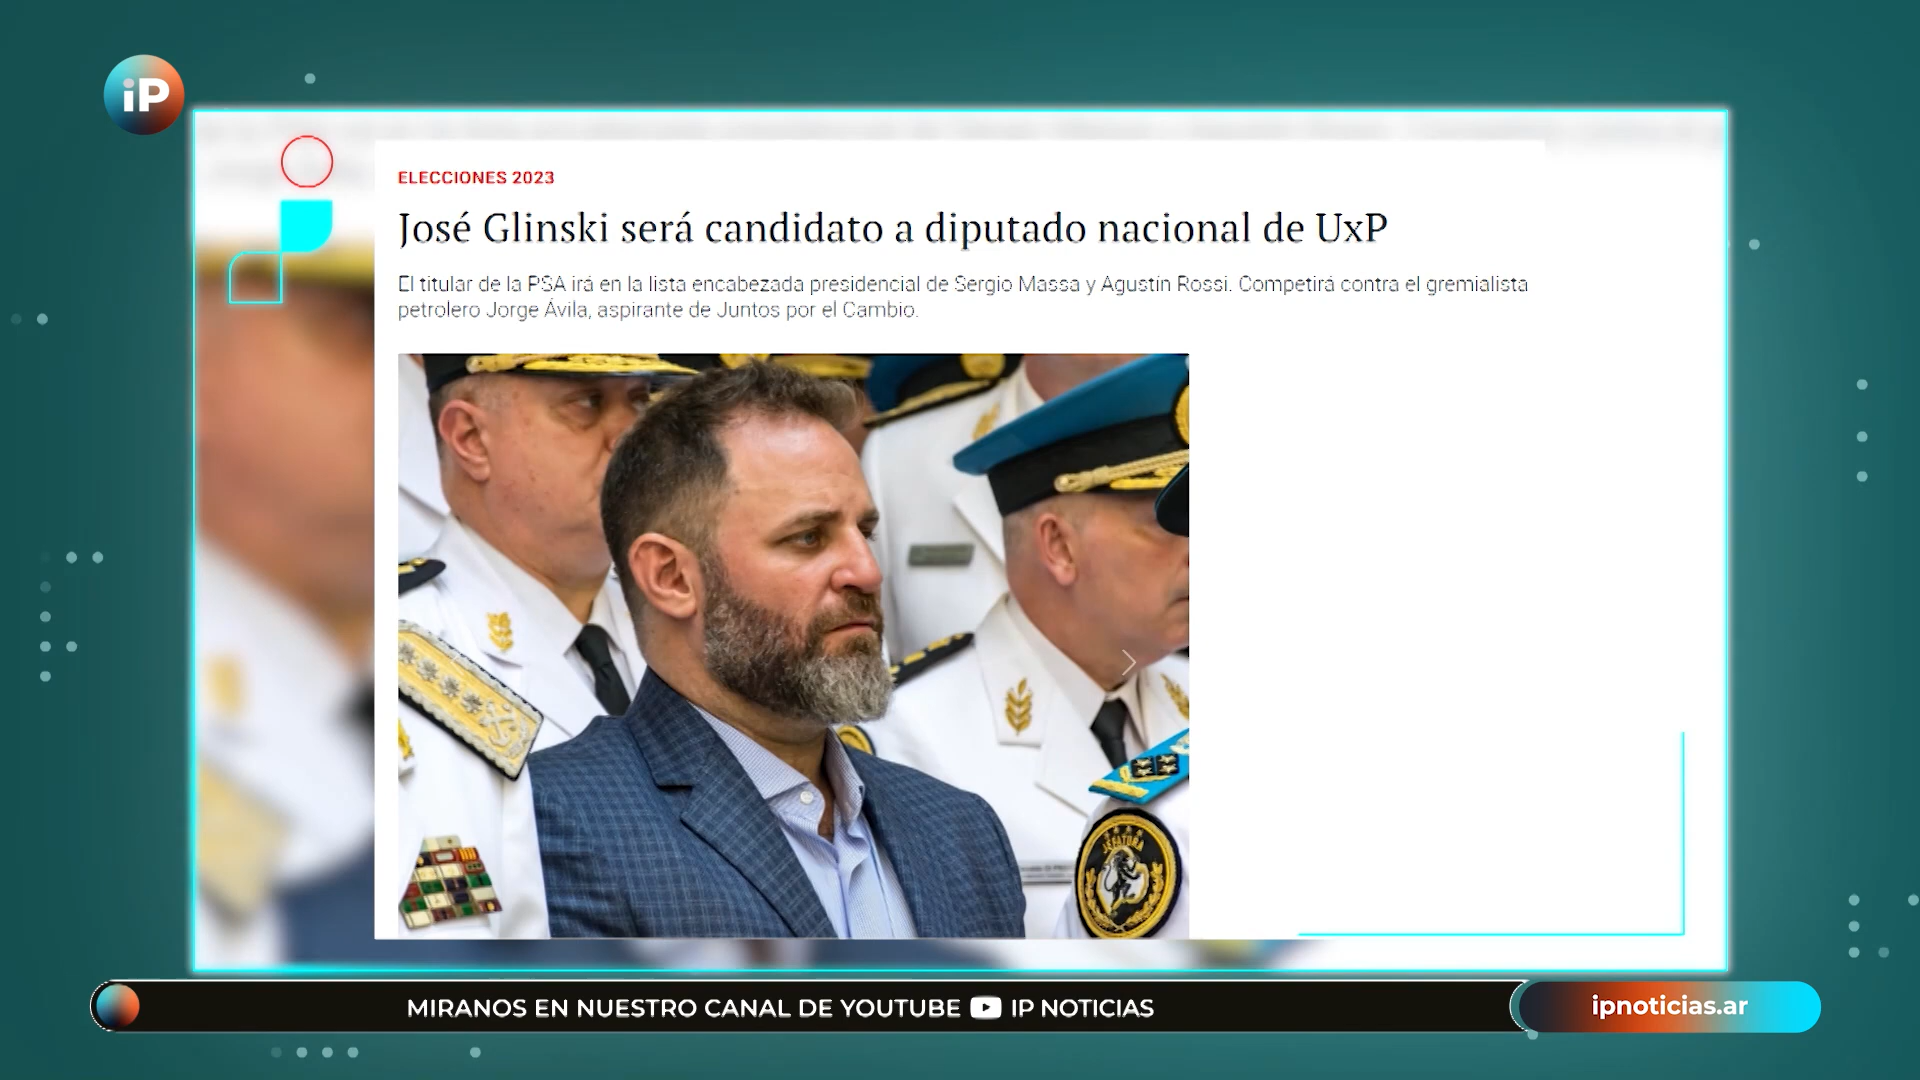 iP
ELECCIONES 2023
José Glinski será candidato a diputado nacional de UxP
El titular de la PSA irá en la lista encabezada presidencial de Sergio Massa y Agustín Rossi. Competirá contra el gremialista
petrolero Jorge Ávila, aspirante de Juntos por el Cambio.
JEFATURA
MIRANOS EN NUESTRO CANAL DE YOUTUBE IP NOTICIAS
ipnoticias.ar